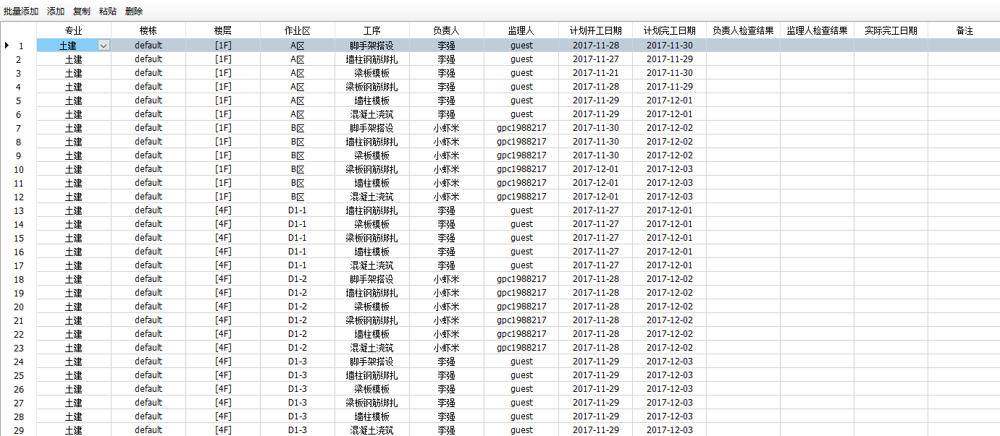 批量添加 添加 复制 粘贴 删除
专业 楼栋 楼层 作业区 工序 负责人 监理人 计划开工日期 计划完工日期 负责人检查结果 监理人检查结果 实际完工日期 备注
1 土建 default [1F] A区 脚手架搭设 李强 guest 2017-11-28 2017-11-30
2 土建 default [1F] A区 墙柱钢筋绑扎 李强 guest 2017-11-27 2017-11-29
3 土建 default [1F] A区 梁板模板 李强 guest 2017-11-21 2017-11-30
4 土建 default [1F] A区 梁板钢筋绑扎 李强 guest 2017-11-28 2017-11-29
5 土建 default [1F] A区 墙柱模板 李强 guest 2017-11-29 2017-12-01
6 土建 default [1F] A区 混凝土浇筑 李强 guest 2017-11-29 2017-12-01
7 土建 default [1F] B区 脚手架搭设 小虾米 gpc1988217 2017-11-30 2017-12-02
8 土建 default [1F] B区 墙柱钢筋绑扎 小虾米 gpc1988217 2017-11-30 2017-12-02
9 土建 default [1F] B区 梁板模板 小虾米 gpc1988217 2017-11-30 2017-12-02
10 土建 default [1F] B区 梁板钢筋绑扎 小虾米 gpc1988217 2017-12-01 2017-12-03
11 土建 default [1F] B区 墙柱模板 小虾米 gpc1988217 2017-12-01 2017-12-03
12 土建 default [1F] B区 混凝土浇筑 小虾米 gpc1988217 2017-12-01 2017-12-03
13 土建 default [4F] D1-1 墙柱钢筋绑扎 李强 guest 2017-11-27 2017-12-01
14 土建 default [4F] D1-1 梁板模板 李强 guest 2017-11-27 2017-12-01
15 土建 default [4F] D1-1 梁板钢筋绑扎 李强 guest 2017-11-27 2017-12-01
16 土建 default [4F] D1-1 墙柱模板 李强 guest 2017-11-27 2017-12-01
17 土建 default [4F] D1-1 混凝土浇筑 李强 guest 2017-11-27 2017-12-01
18 土建 default [4F] D1-2 脚手架搭设 小虾米 gpc1988217 2017-11-28 2017-12-02
19 土建 default [4F] D1-2 墙柱钢筋绑扎 小虾米 gpc1988217 2017-11-28 2017-12-02
20 土建 default [4F] D1-2 梁板模板 小虾米 gpc1988217 2017-11-28 2017-12-02
21 土建 default [4F] D1-2 梁板钢筋绑扎 小虾米 gpc1988217 2017-11-28 2017-12-02
22 土建 default [4F] D1-2 墙柱模板 小虾米 gpc1988217 2017-11-28 2017-12-02
23 土建 default [4F] D1-2 混凝土浇筑 小虾米 gpc1988217 2017-11-28 2017-12-02
24 土建 default [4F] D1-3 脚手架搭设 李强 guest 2017-11-29 2017-12-03
25 土建 default [4F] D1-3 墙柱钢筋绑扎 李强 guest 2017-11-29 2017-12-03
26 土建 default [4F] D1-3 梁板模板 李强 guest 2017-11-29 2017-12-03
27 土建 default [4F] D1-3 梁板钢筋绑扎 李强 guest 2017-11-29 2017-12-03
28 土建 default [4F] D1-3 墙柱模板 李强 guest 2017-11-29 2017-12-03
29 土建 default [4F] D1-3 混凝土浇筑 李强 guest 2017-11-29 2017-12-03